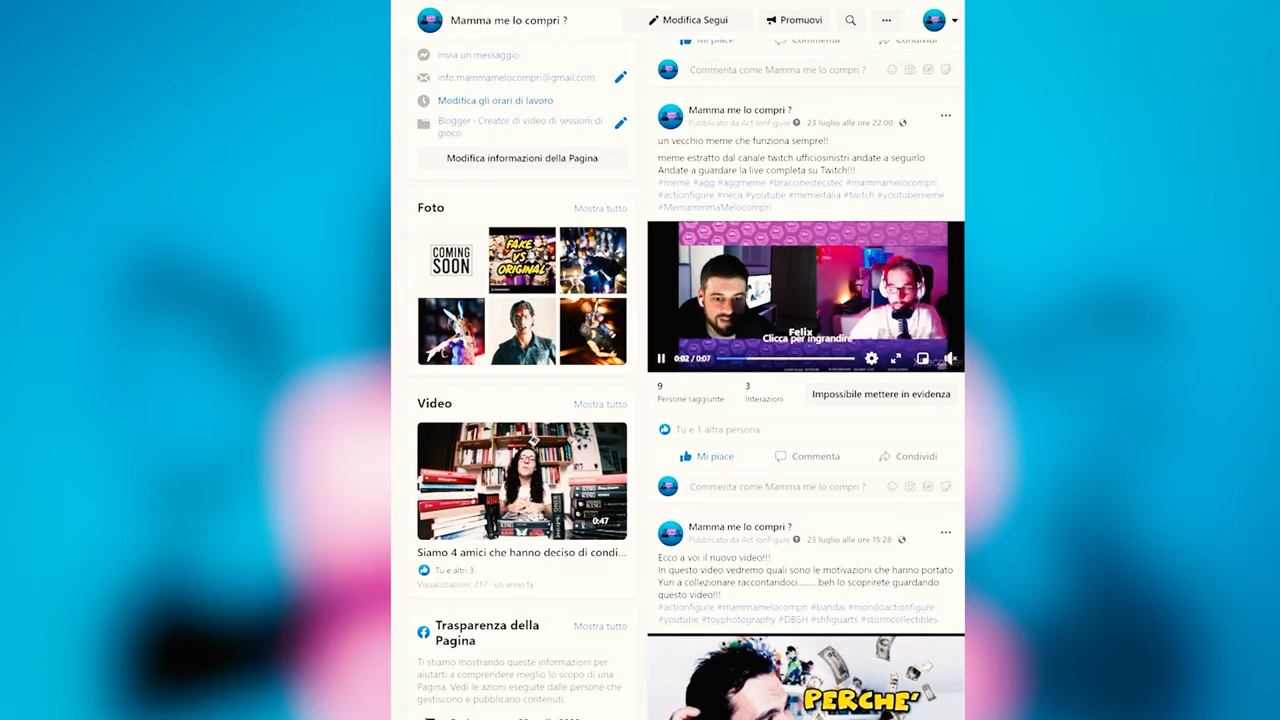 Mamma me lo compri ?
Modifica Segui
Promuovi
Invia un messaggio
info.mammamelocompri@gmail.com
Modifica gli orari di lavoro
Blogger · Creator di video di sessioni di
gioco
Modifica informazioni della Pagina
Foto
Mostra tutto
COMING
SOON
FAKE
VS
ORIGINAL
Video
Mostra tutto
KING
KING
0:47
Siamo 4 amici che hanno deciso di condi...
Tu e altri 3
Visualizzazioni: 217 · un anno fa
Trasparenza della
Pagina
Mostra tutto
Ti stiamo mostrando queste informazioni per
aiutarti a comprendere meglio lo scopo di una
Pagina. Vedi le azioni eseguite dalle persone che
gestiscono e pubblicano contenuti.
Mi piace
Commenta
Condividi
Commenta come Mamma me lo compri ?
Mamma me lo compri ?
Pubblicato da Act IonFigure · 23 luglio alle ore 22:00 ·
un vecchio meme che funziona sempre!!
meme estratto dal canale twitch ufficiosinistri andate a seguirlo
Andate a guardare la live completa su Twitch!!!
#meme #agg #aggmeme #braccinestecstec #mammamelocompri
#actionfigure #neca #youtube #memeitalia #twitch #youtubememe
#MemammmaMelocompri
Felix
Clicca per ingrandire
0:02 / 0:07
9
Persone raggiunte
3
Interazioni
Impossibile mettere in evidenza
Tu e 1 altra persona
Mi piace
Commenta
Condividi
Commenta come Mamma me lo compri ?
Mamma me lo compri ?
Pubblicato da Act IonFigure · 23 luglio alle ore 15:28 ·
Ecco a voi il nuovo video!!!
In questo video vedremo quali sono le motivazioni che hanno portato
Yuri a collezionare raccontandoci..........beh lo scoprirete guardando
questo video!!!
#actionfigure #mammamelocompri #bandai #mondoactionfigure
#youtube #toyphotography #DBSH #shfiguarts #stormcollectibles
PERCHE'